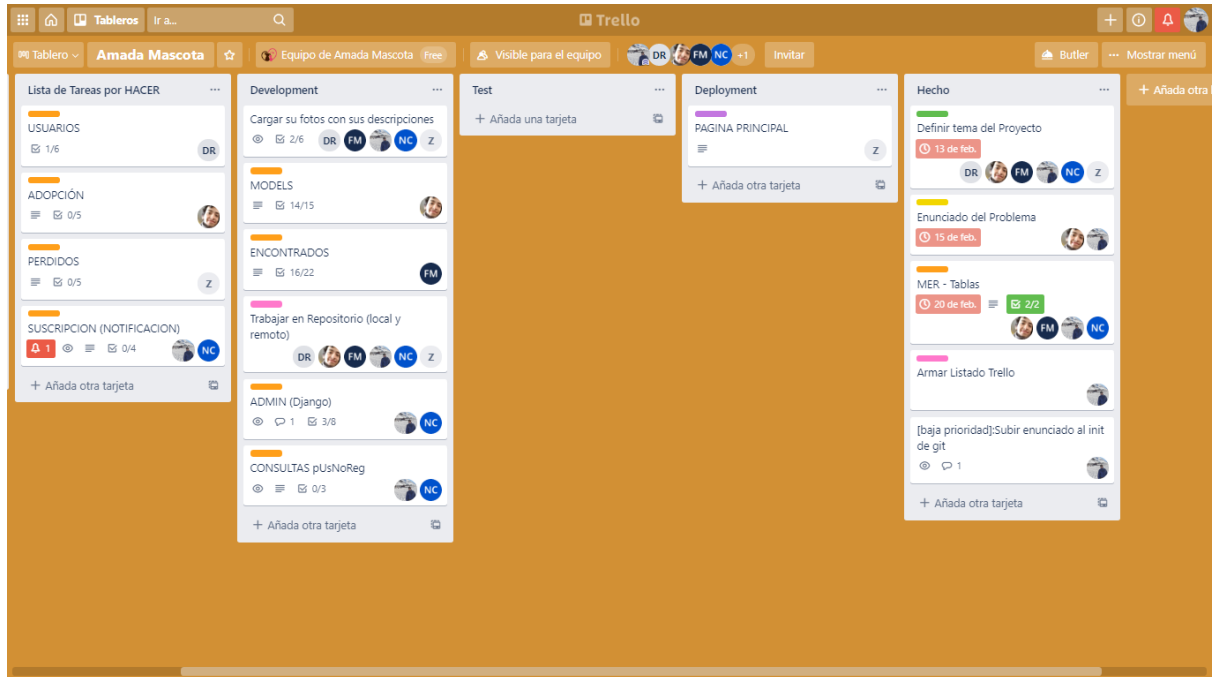 Tableros
Ir a...
Trello
Tablero
Amada Mascota
Equipo de Amada Mascota Free
Visible para el equipo
DR FM NC +1
Invitar
Butler
... Mostrar menú
Lista de Tareas por HACER
USUARIOS
1/6
DR
ADOPCIÓN
0/5
PERDIDOS
0/5
Z
SUSCRIPCION (NOTIFICACION)
1 0/4
NC
+ Añada otra tarjeta
Development
Cargar su fotos con sus descripciones
2/6 DR FM NC Z
MODELS
14/15
ENCONTRADOS
16/22
FM
Trabajar en Repositorio (local y
remoto)
DR FM NC Z
ADMIN (Django)
1 3/8
NC
CONSULTAS pUsNoReg
0/3
NC
+ Añada otra tarjeta
Test
+ Añada una tarjeta
Deployment
PAGINA PRINCIPAL
Z
+ Añada otra tarjeta
Hecho
Definir tema del Proyecto
13 de feb.
DR FM NC Z
Enunciado del Problema
15 de feb.
MER - Tablas
20 de feb. 2/2
FM NC
Armar Listado Trello
[baja prioridad]:Subir enunciado al init
de git
1
+ Añada otra tarjeta
+ Añada otra